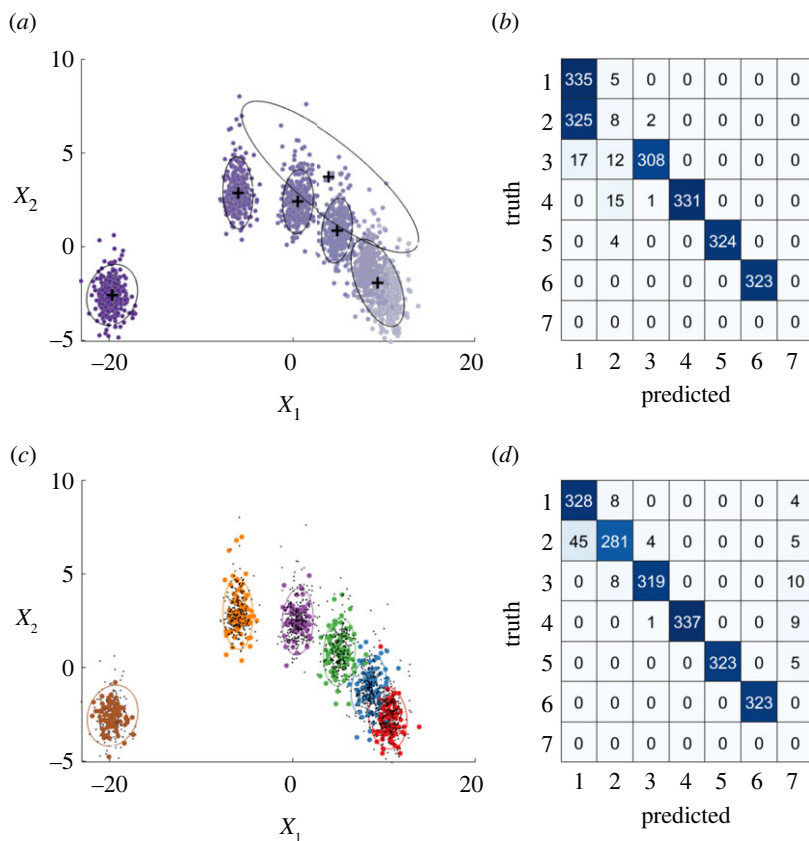 (a)
10
5
X2
0
–5
–20
0
20
X1
(b)
truth
1 335 5 0 0 0 0 0
2 325 8 2 0 0 0 0
3 17 12 308 0 0 0 0
4 0 15 1 331 0 0 0
5 0 4 0 0 324 0 0
6 0 0 0 0 0 323 0
7 0 0 0 0 0 0 0
1 2 3 4 5 6 7
predicted
(c)
10
5
X2
0
–5
–20
0
20
X1
(d)
truth
1 328 8 0 0 0 0 4
2 45 281 4 0 0 0 5
3 0 8 319 0 0 0 10
4 0 0 1 337 0 0 9
5 0 0 0 0 323 0 5
6 0 0 0 0 0 323 0
7 0 0 0 0 0 0 0
1 2 3 4 5 6 7
predicted